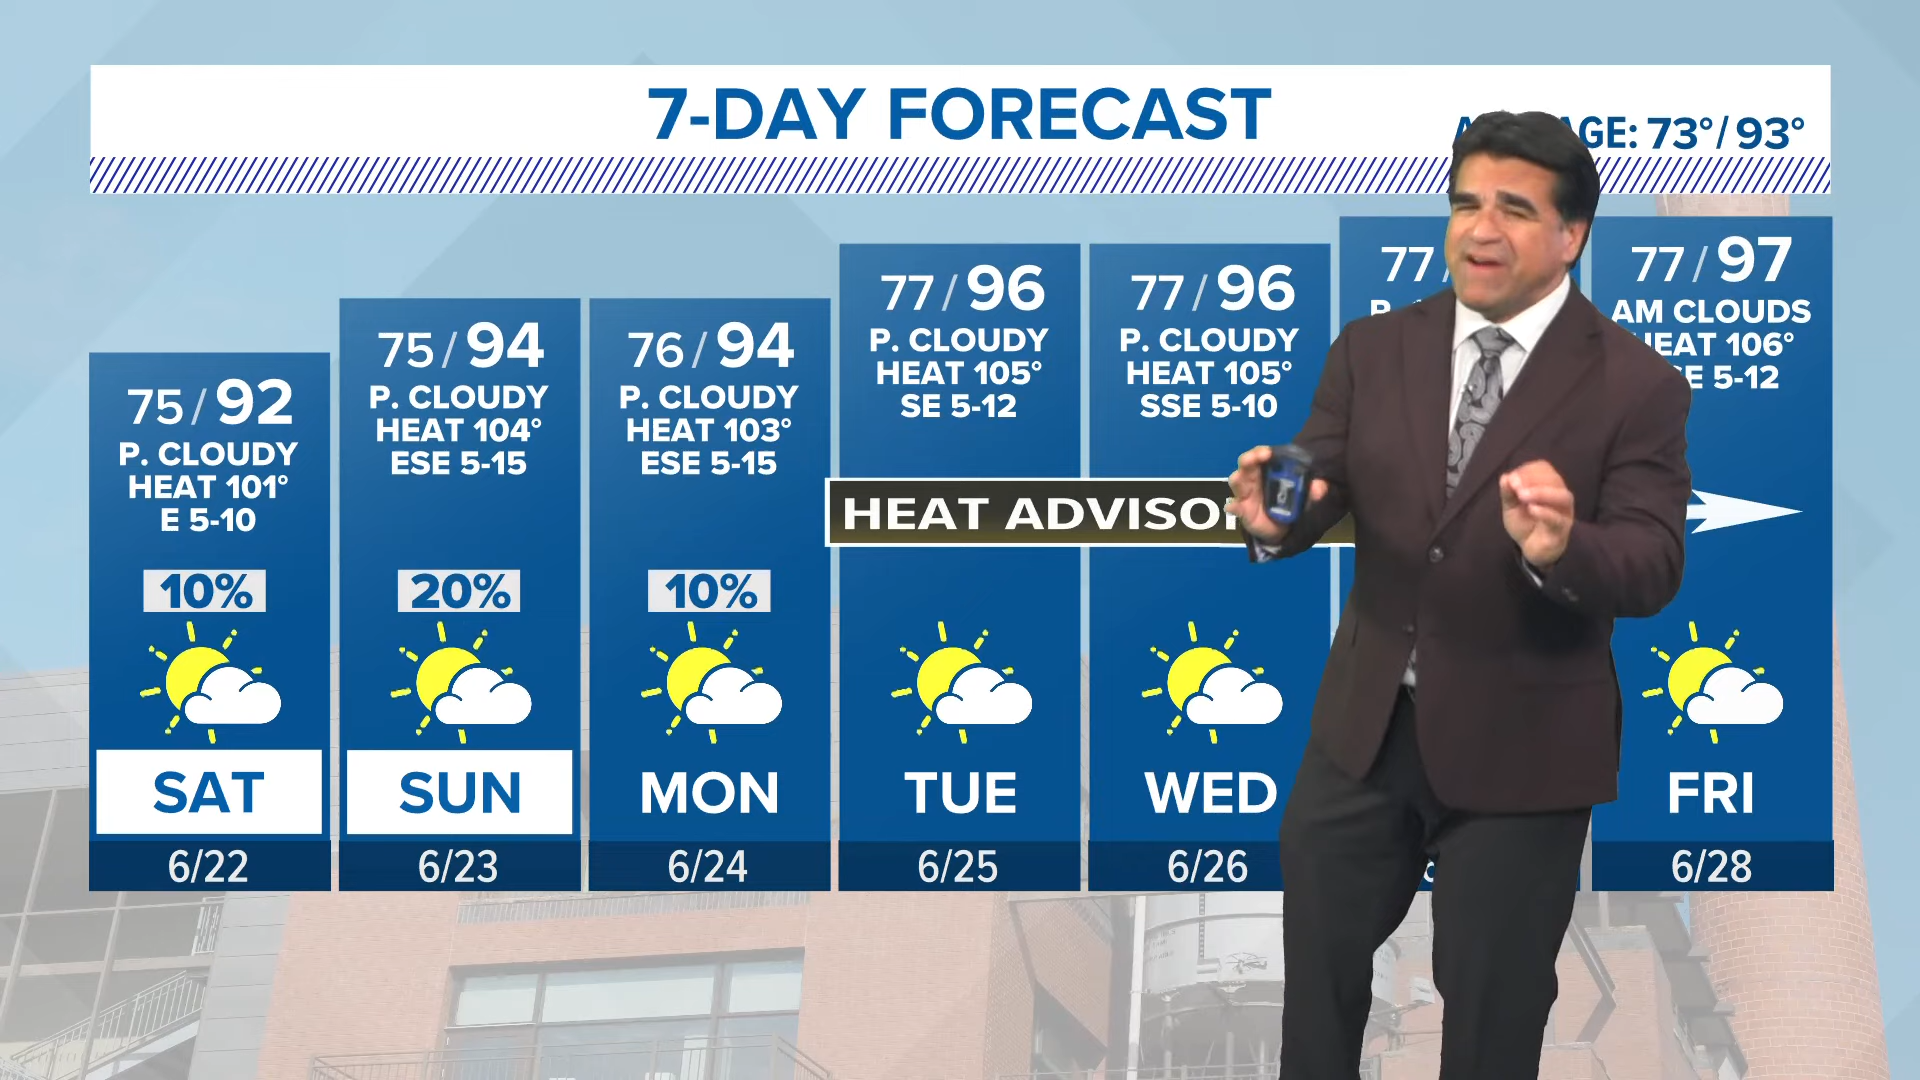 7-DAY FORECAST
73°/93°
75/92
P. CLOUDY
HEAT 101°
E 5-10
10%
SAT
6/22
75/94
P. CLOUDY
HEAT 104°
ESE 5-15
20%
SUN
6/23
76/94
P. CLOUDY
HEAT 103°
ESE 5-15
10%
MON
6/24
77/96
P. CLOUDY
HEAT 105°
SE 5-12
TUE
6/25
77/96
P. CLOUDY
HEAT 105°
SSE 5-10
WED
6/26
HEAT
77/
77/97
AM CLOUDS
106°
5-12
FRI
6/28